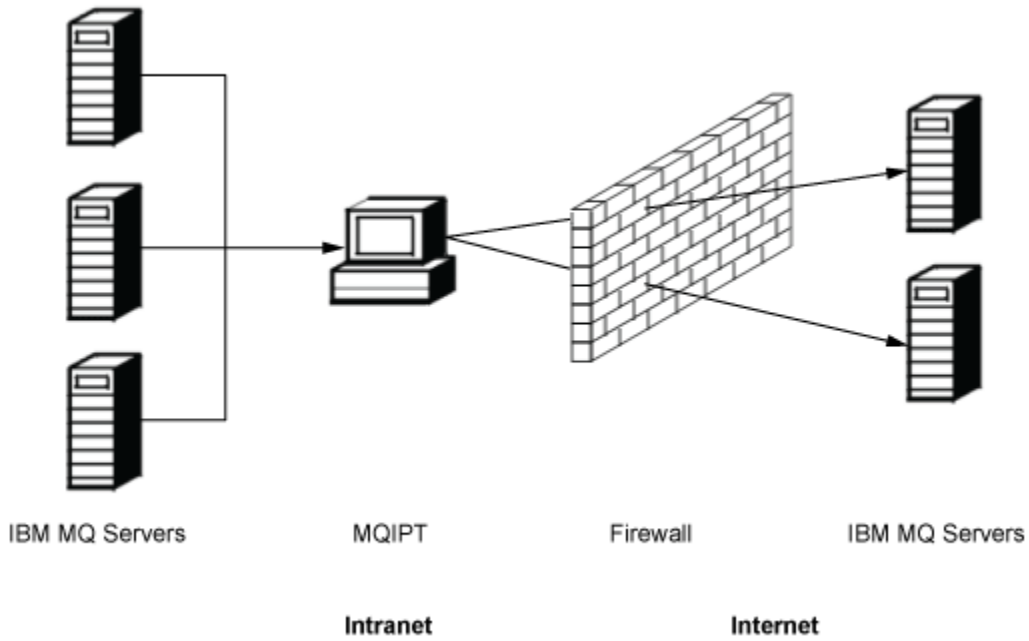 IBM MQ Servers
MQIPT
Firewall
IBM MQ Servers
Intranet
Internet